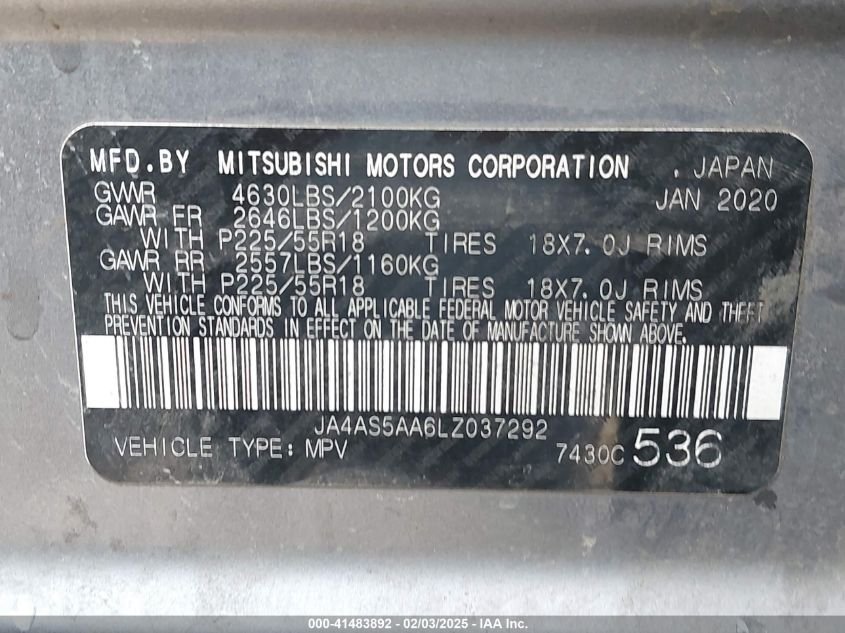 MFD.BY MITSUBISHI MOTORS CORPORATION . JAPAN
GVWR 4630LBS/2100KG JAN 2020
GAWR FR 2646LBS/1200KG
WITH P225/55R18 TIRES 18X7.0J RIMS
GAWR RR 2557LBS/1160KG
WITH P225/55R18 TIRES 18X7.0J RIMS
THIS VEHICLE CONFORMS TO ALL APPLICABLE FEDERAL MOTOR VEHICLE SAFETY AND THEFT
PREVENTION STANDARDS IN EFFECT ON THE DATE OF MANUFACTURE SHOWN ABOVE.
JA4AS5AA6LZ037292
VEHICLE TYPE: MPV 7430C 536
000-41483892 - 02/03/2025 - IAA Inc.